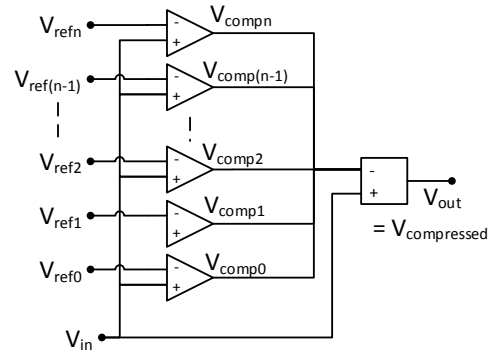 V_refn - + V_compn
V_ref(n-1) - + V_comp(n-1)
V_ref2 - + V_comp2
V_ref1 - + V_comp1
V_ref0 - + V_comp0
- + V_out
= V_compressed
V_in